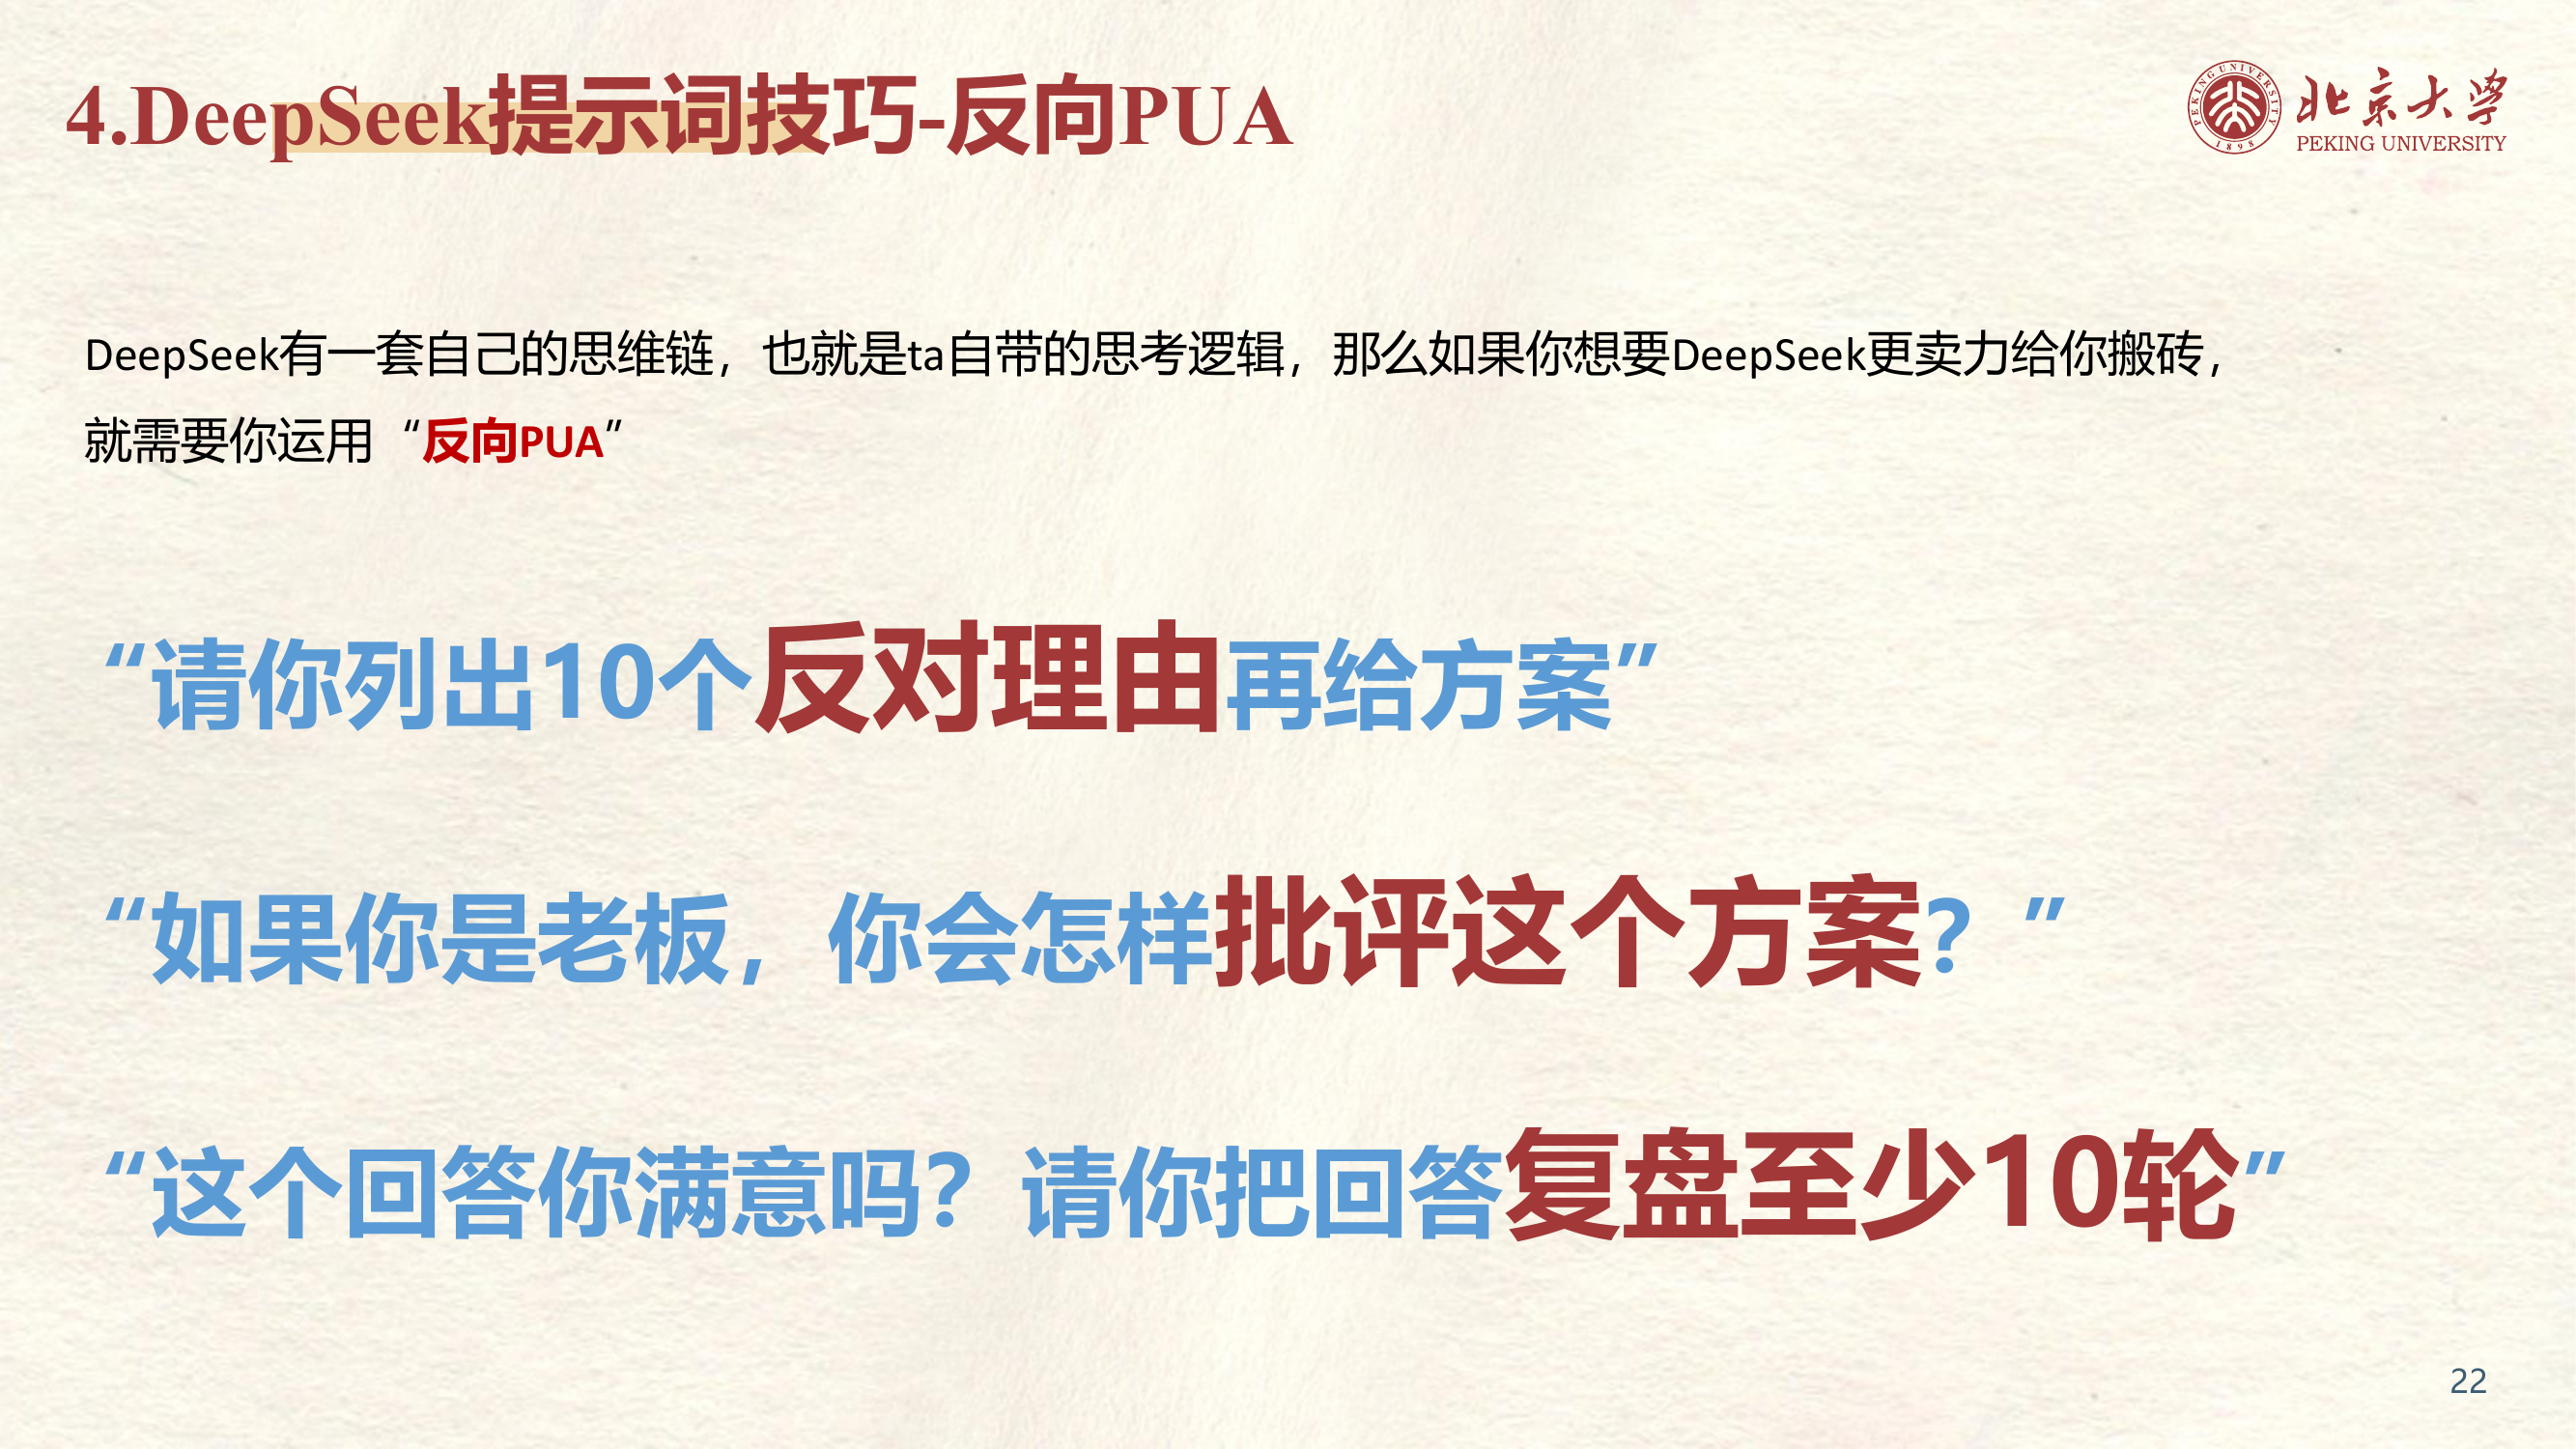 4.DeepSeek提示词技巧-反向PUA
PEKING UNIVERSITY
1898
北京大学
PEKING UNIVERSITY
DeepSeek有一套自己的思维链，也就是ta自带的思考逻辑，那么如果你想要DeepSeek更卖力给你搬砖，
就需要你运用“反向PUA”
“请你列出10个反对理由再给方案”
“如果你是老板，你会怎样批评这个方案？”
“这个回答你满意吗？请你把回答复盘至少10轮”
22